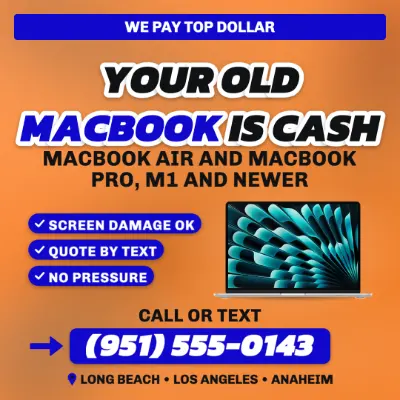 WE PAY TOP DOLLAR
YOUR OLD
MACBOOK IS CASH
MACBOOK AIR AND MACBOOK
PRO, M1 AND NEWER
SCREEN DAMAGE OK
QUOTE BY TEXT
NO PRESSURE
CALL OR TEXT
(951) 555-0143
LONG BEACH • LOS ANGELES • ANAHEIM